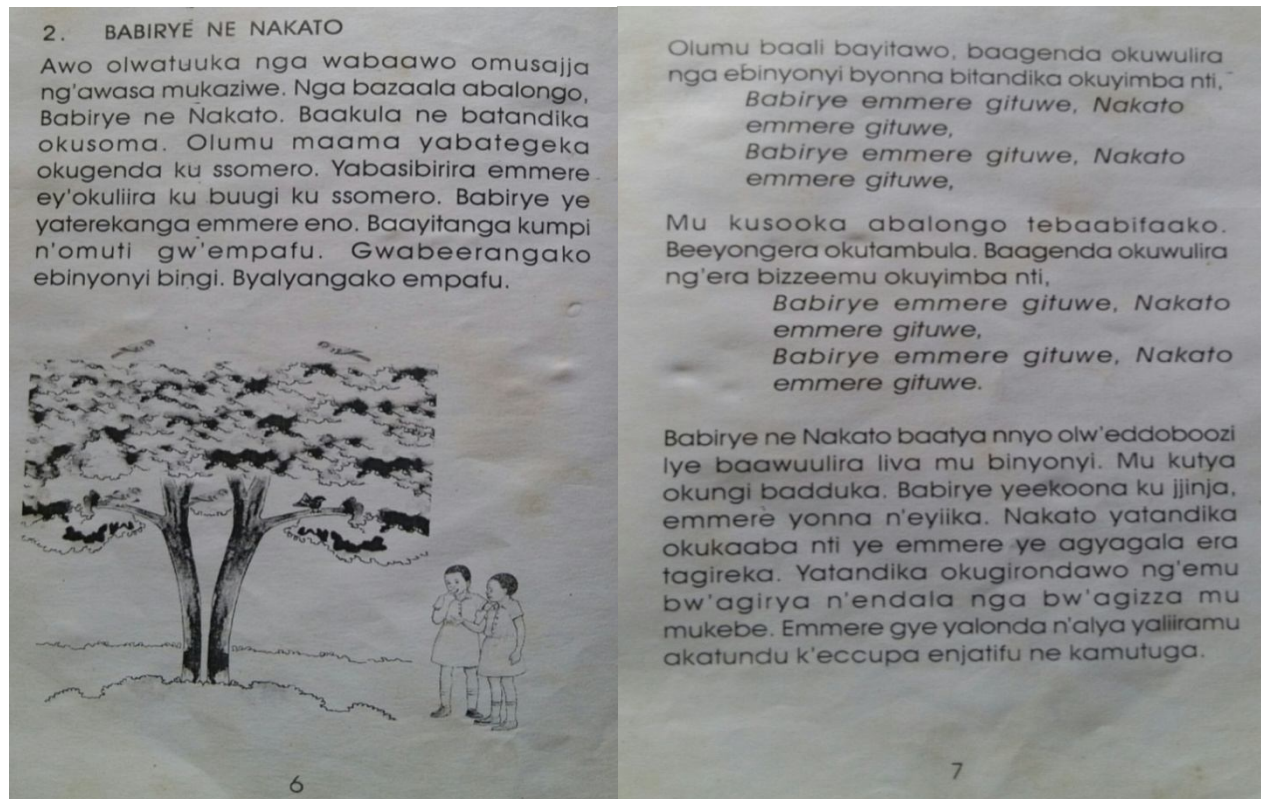 2. BABIRYE NE NAKATO
Awo olwatuuka nga wabaawo omusajja
ng'awasa mukaziwe. Nga bazaala abalongo,
Babirye ne Nakato. Baakula ne batandika
okusoma. Olumu maama yabategeka
okugenda ku ssomero. Yabasibirira emmere
ey'okuliira ku buugi ku ssomero. Babirye ye
yaterekanga emmere eno. Baayitanga kumpi
n'omuti gw'empafu. Gwabeerangako
ebinyonyi bingi. Byalyangako empafu.
6
Olumu baali bayitawo, baagenda okuwulira
nga ebinyonyi byonna bitandika okuyimba nti,
Babirye emmere gituwe, Nakato
emmere gituwe,
Babirye emmere gituwe, Nakato
emmere gituwe,
Mu kusooka abalongo tebaabifaako.
Beeyongera okutambula. Baagenda okuwulira
ng'era bizzeemu okuyimba nti,
Babirye emmere gituwe, Nakato
emmere gituwe,
Babirye emmere gituwe, Nakato
emmere gituwe.
Babirye ne Nakato baatya nnyo olw'eddoboozi
lye baawuulira liva mu binyonyi. Mu kutya
okungi badduka. Babirye yeekoona ku jjinja,
emmere yonna n'eyiika. Nakato yatandika
okukaaba nti ye emmere ye agyagala era
tagireka. Yatandika okugirondawo ng'emu
bw'agirya n'endala nga bw'agizza mu
mukebe. Emmere gye yalonda n'alya yaliiramu
akatundu k'eccupa enjatifu ne kamutuga.
7